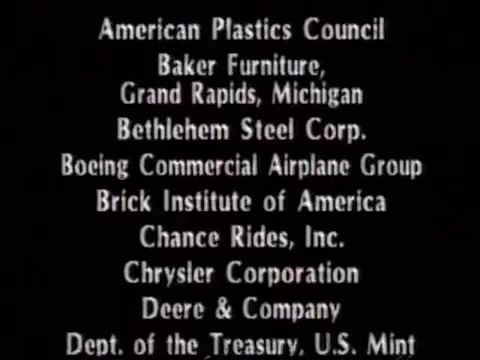 American Plastics Council
Baker Furniture,
Grand Rapids, Michigan
Bethlehem Steel Corp.
Boeing Commercial Airplane Group
Brick Institute of America
Chance Rides, Inc.
Chrysler Corporation
Deere & Company
Dept. of the Treasury, U.S. Mint